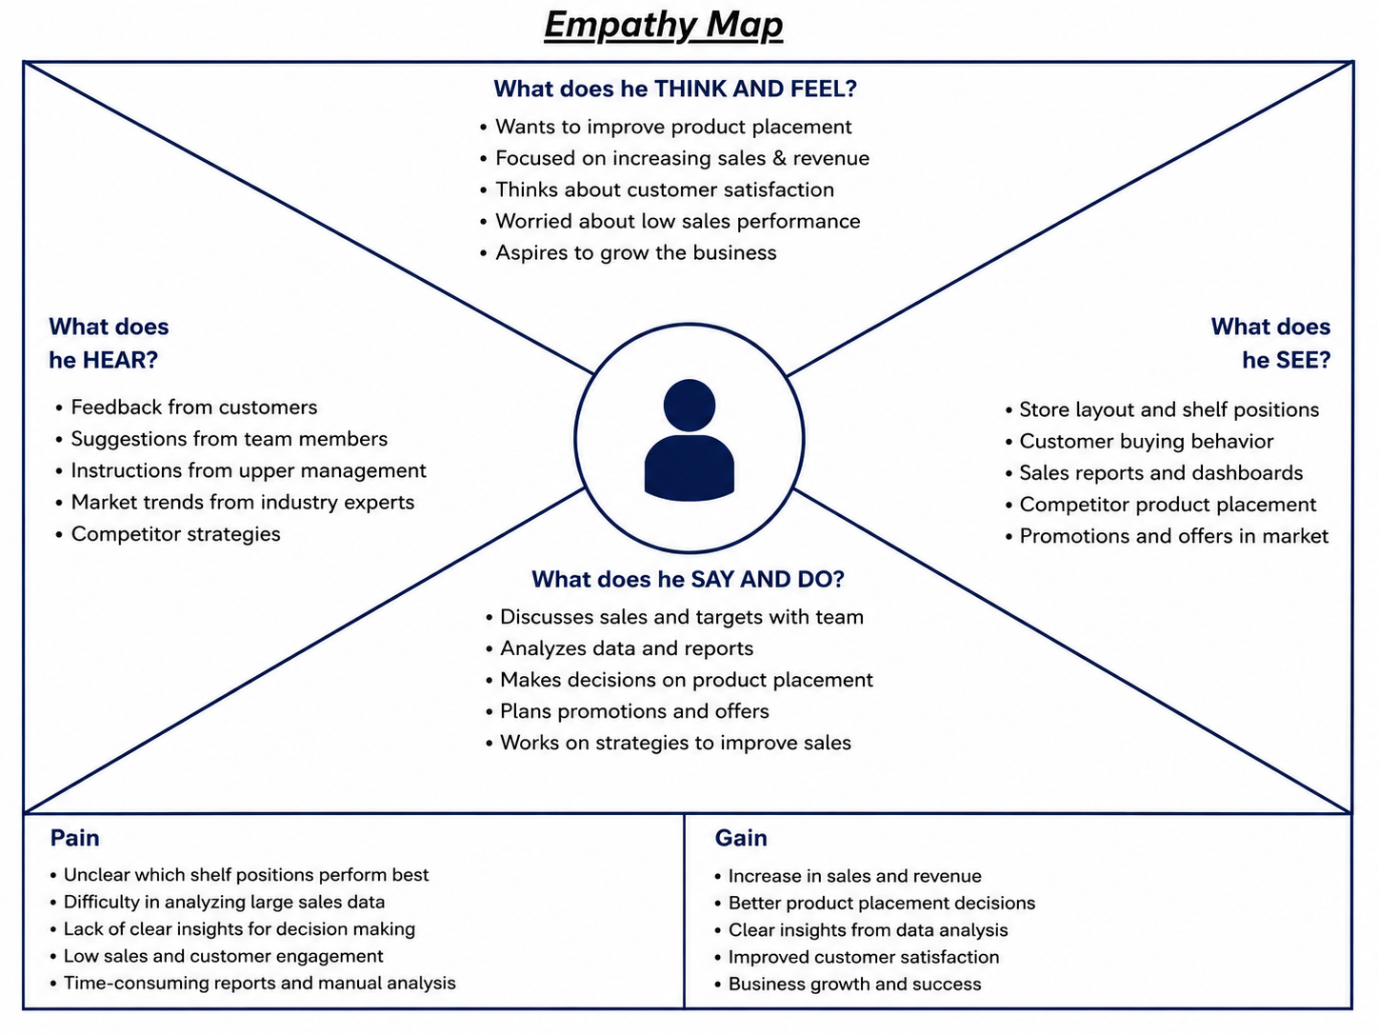 Empathy Map
What does he THINK AND FEEL?
• Wants to improve product placement
• Focused on increasing sales & revenue
• Thinks about customer satisfaction
• Worried about low sales performance
• Aspires to grow the business
What does
he HEAR?
• Feedback from customers
• Suggestions from team members
• Instructions from upper management
• Market trends from industry experts
• Competitor strategies
What does
he SEE?
• Store layout and shelf positions
• Customer buying behavior
• Sales reports and dashboards
• Competitor product placement
• Promotions and offers in market
What does he SAY AND DO?
• Discusses sales and targets with team
• Analyzes data and reports
• Makes decisions on product placement
• Plans promotions and offers
• Works on strategies to improve sales
Pain
• Unclear which shelf positions perform best
• Difficulty in analyzing large sales data
• Lack of clear insights for decision making
• Low sales and customer engagement
• Time-consuming reports and manual analysis
Gain
• Increase in sales and revenue
• Better product placement decisions
• Clear insights from data analysis
• Improved customer satisfaction
• Business growth and success